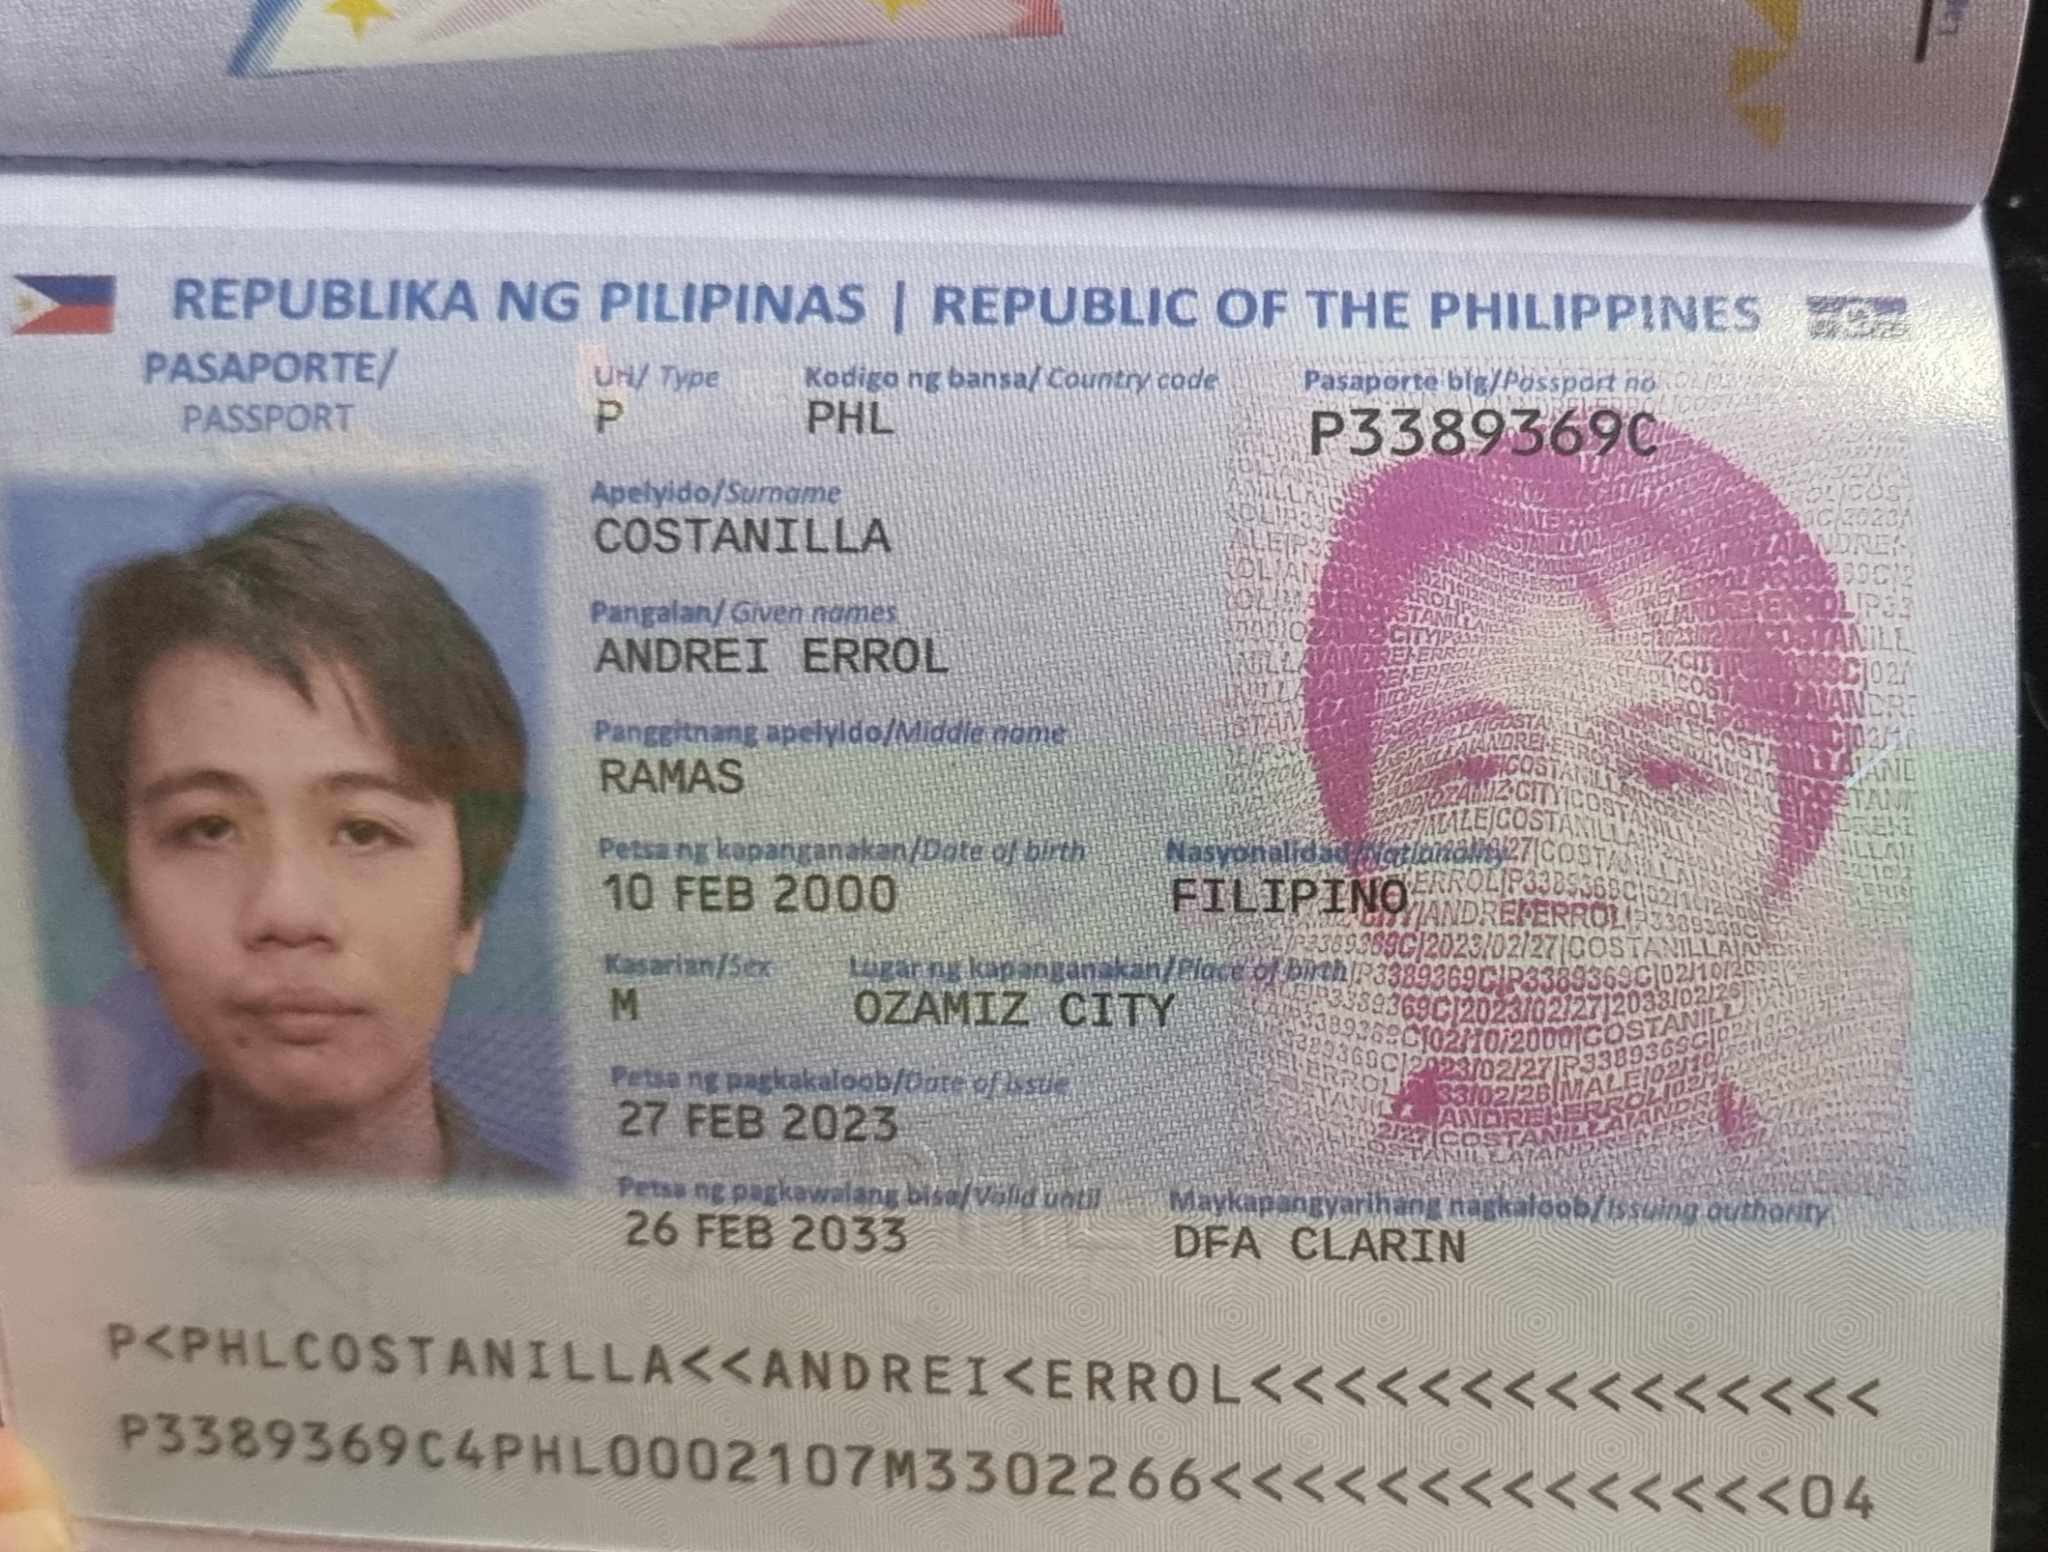 REPUBLIKA NG PILIPINAS | REPUBLIC OF THE PHILIPPINES
PASAPORTE/
PASSPORT
Uri/ Type
P
Kodigo ng bansa/ Country code
PHL
Pasaporte blg/Passport no
P3389369C
Apelyido/Surname
COSTANILLA
Pangalan/ Given names
ANDREI ERROL
Panggitnang apelyido/Middle name
RAMAS
Petsa ng kapanganakan/Date of birth
10 FEB 2000
Nasyonalidad/Nationality
FILIPINO
Kasarian/Sex
M
Lugar ng kapanganakan/Place of birth
OZAMIZ CITY
Petsa ng pagkakaloob/Date of issue
27 FEB 2023
Petsa ng pagkawalang bisa/Valid until
26 FEB 2033
Maykapangyarihang nagkaloob/Issuing authority
DFA CLARIN
P<PHLCOSTANILLA<<ANDREI<ERROL<<<<<<<<<<<<<<<
P3389369C4PHL0002107M3302266<<<<<<<<<<<<<<04